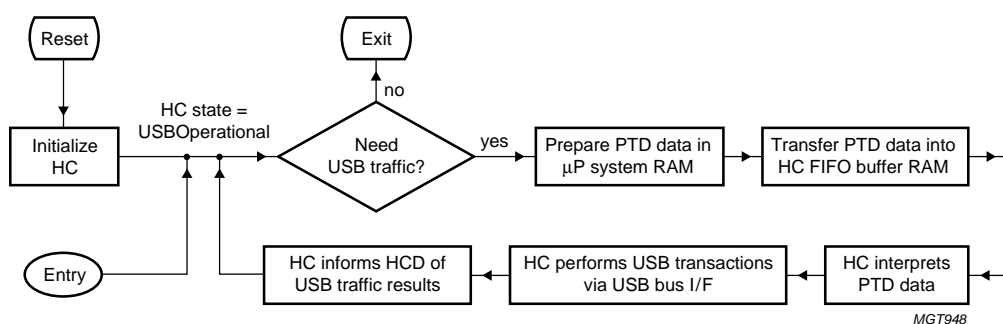 Reset
Exit
HC state =
USBOperational
no
Initialize
HC
Need
USB traffic?
yes
Prepare PTD data in
µP system RAM
Transfer PTD data into
HC FIFO buffer RAM
Entry
HC informs HCD of
USB traffic results
HC performs USB transactions
via USB bus I/F
HC interprets
PTD data
MGT948